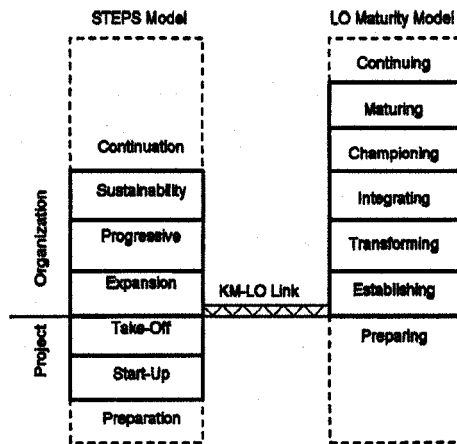 STEPS Model
LO Maturity Model
Continuing
Maturing
Continuation
Championing
Sustainability
Integrating
Organization
Progressive
Transforming
Expansion
KM-LO Link
Establishing
Project
Take-Off
Preparing
Start-Up
Preparation